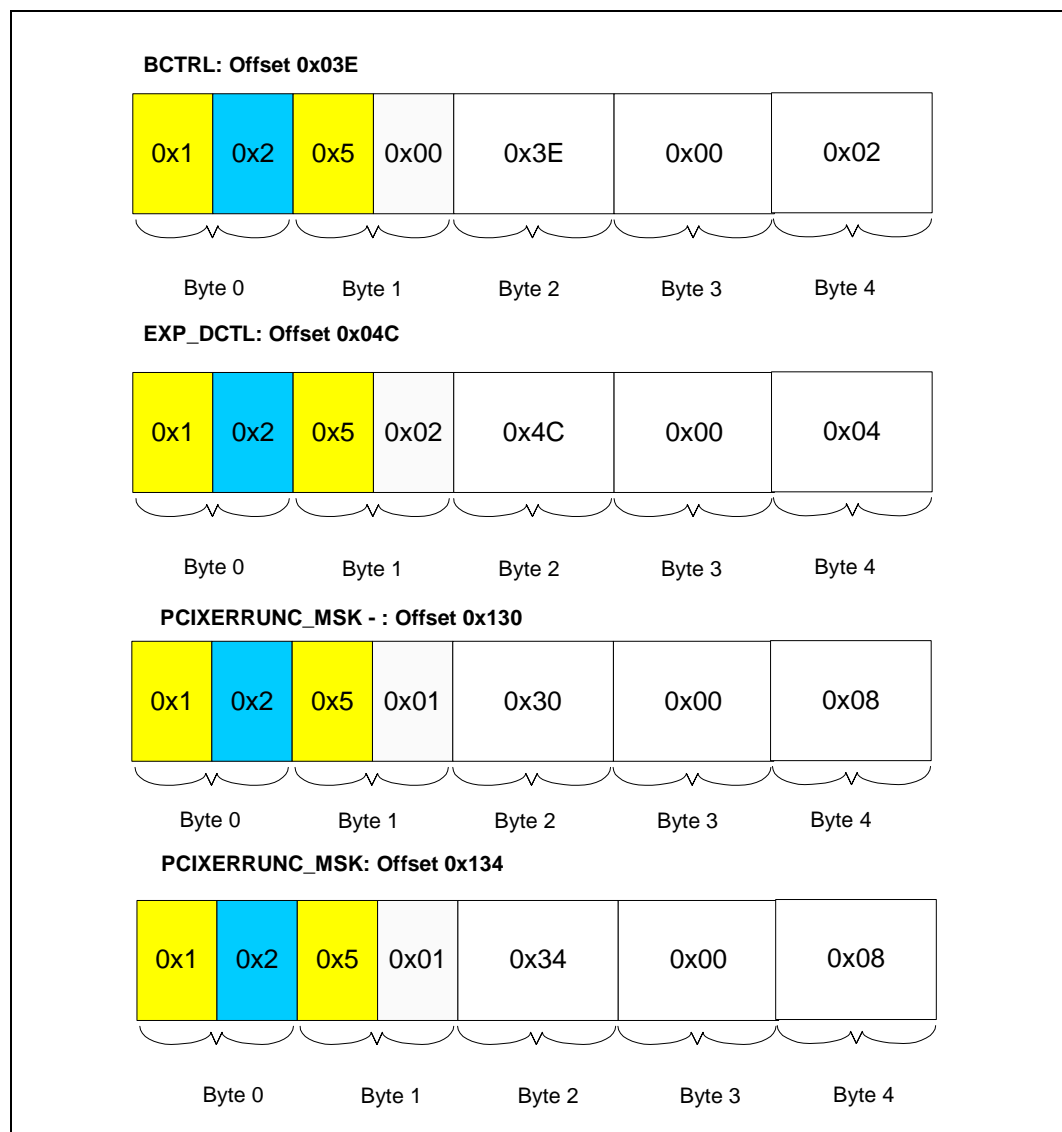 BCTRL: Offset 0x03E
0x1 0x2 0x5 0x00 0x3E 0x00 0x02
Byte 0 Byte 1 Byte 2 Byte 3 Byte 4
EXP_DCTL: Offset 0x04C
0x1 0x2 0x5 0x02 0x4C 0x00 0x04
Byte 0 Byte 1 Byte 2 Byte 3 Byte 4
PCIXERRUNC_MSK - : Offset 0x130
0x1 0x2 0x5 0x01 0x30 0x00 0x08
Byte 0 Byte 1 Byte 2 Byte 3 Byte 4
PCIXERRUNC_MSK: Offset 0x134
0x1 0x2 0x5 0x01 0x34 0x00 0x08
Byte 0 Byte 1 Byte 2 Byte 3 Byte 4